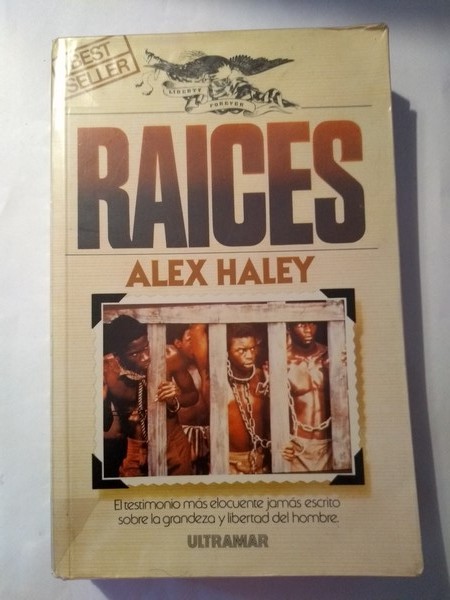 BEST
SELLER
LIBERTY
FOREVER
RAICES
ALEX HALEY
El testimonio más elocuente jamás escrito
sobre la grandeza y libertad del hombre.
ULTRAMAR